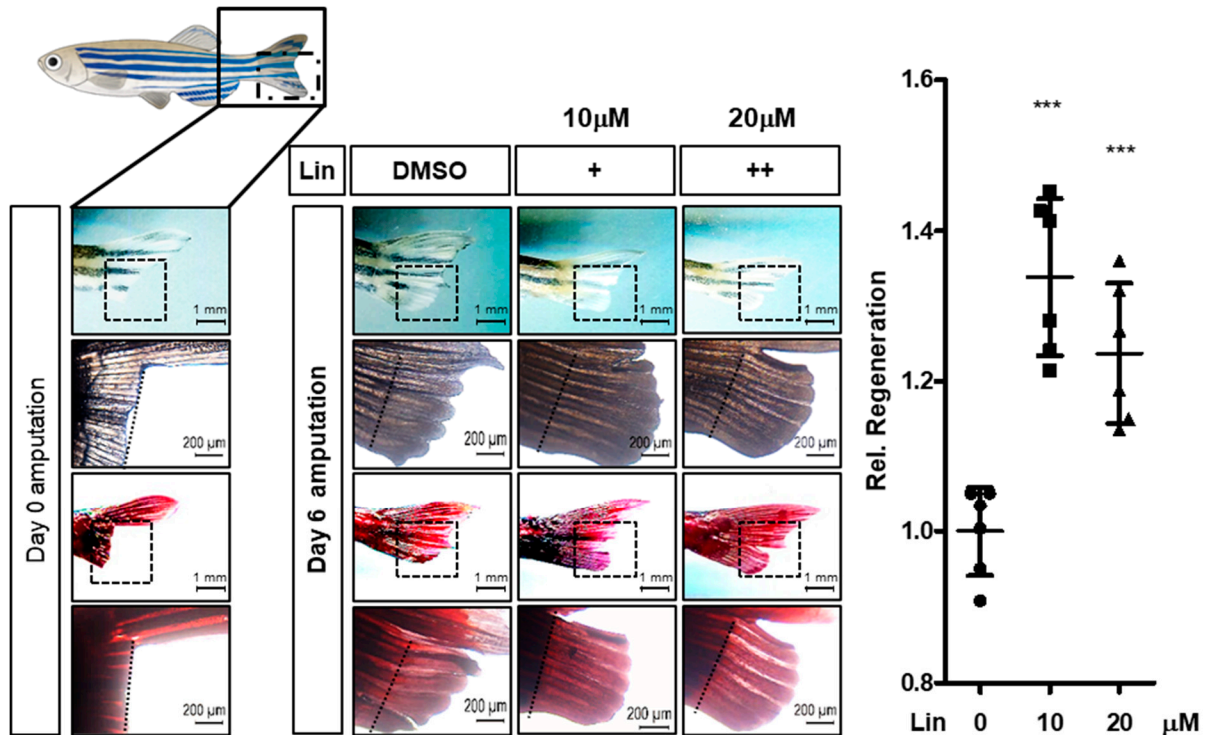 10μM 20μM
Lin DMSO + ++
Day 0 amputation
1 mm
200 μm
1 mm
200 μm
Day 6 amputation
1 mm 1 mm 1 mm
200 μm 200 μm 200 μm
1 mm 1 mm 1 mm
200 μm 200 μm 200 μm
Rel. Regeneration
1.6
1.4
1.2
1.0
0.8
***
***
Lin 0 10 20 μM